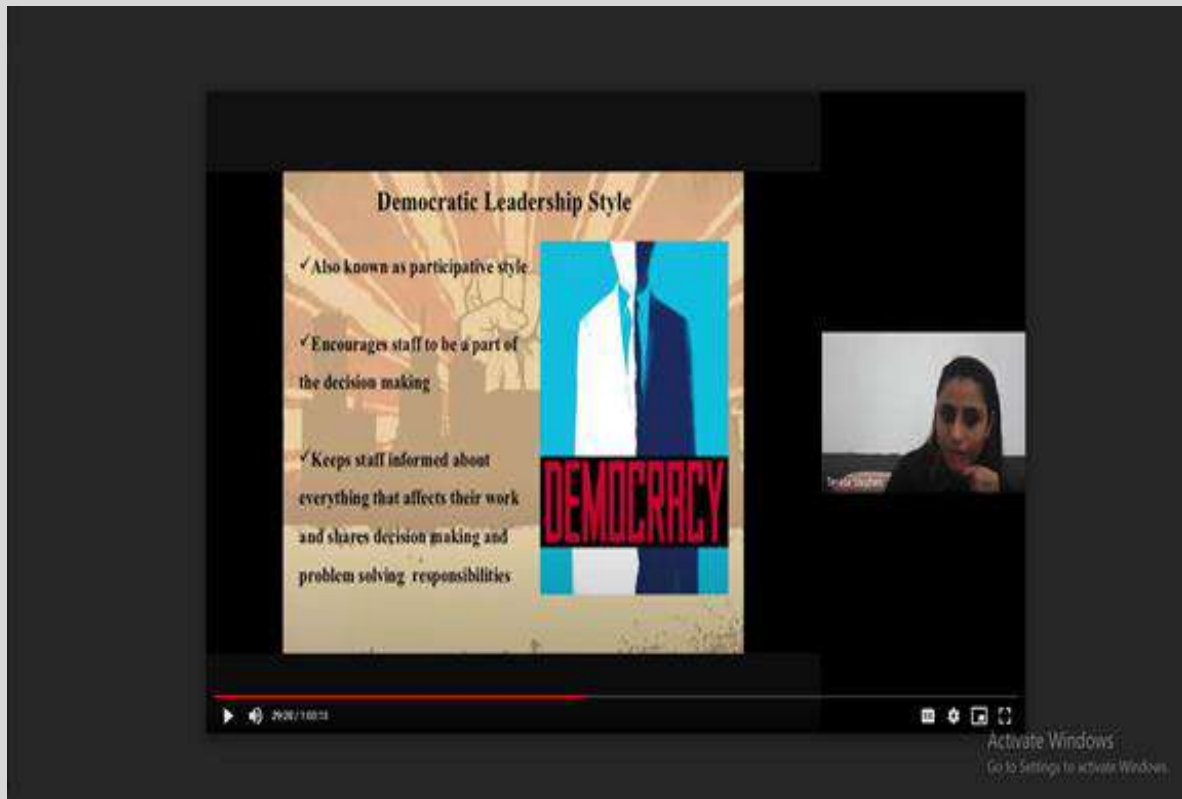 Democratic Leadership Style
✓Also known as participative style
✓Encourages staff to be a part of
the decision making
✓Keeps staff informed about
everything that affects their work
and shares decision making and
problem solving responsibilities
DEMOCRACY
Activate Windows
Go to Settings to activate Windows.